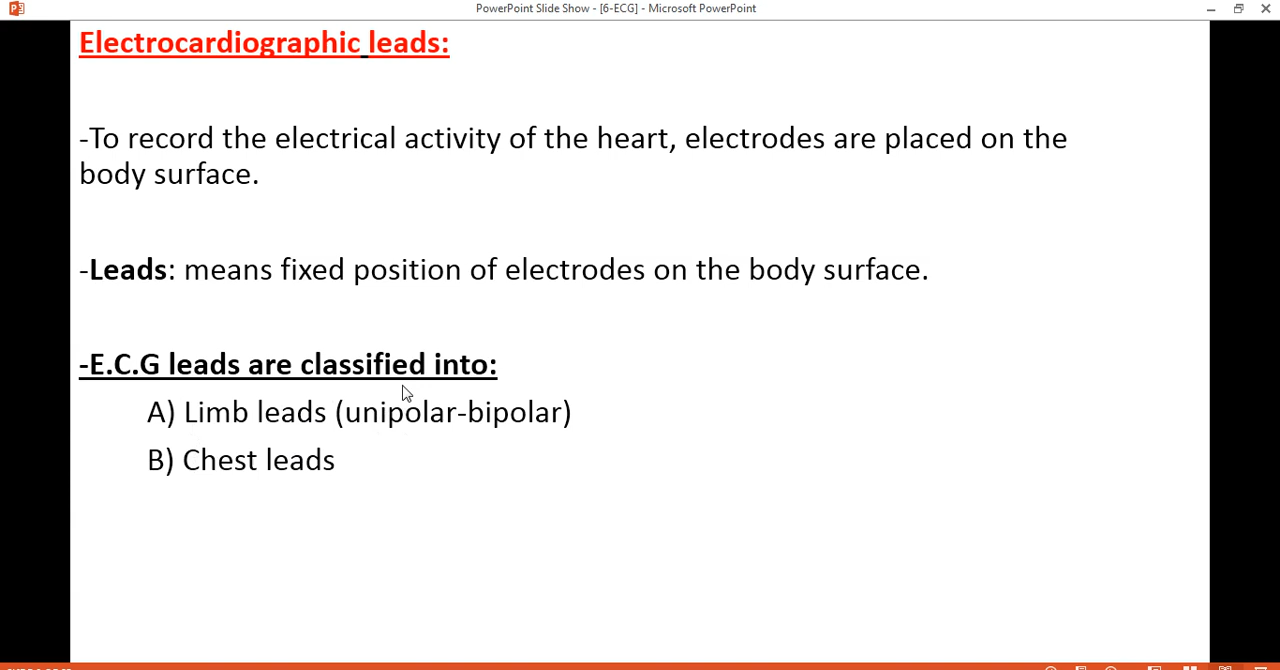 PowerPoint Slide Show - [6-ECG] - Microsoft PowerPoint
Electrocardiographic leads:
-To record the electrical activity of the heart, electrodes are placed on the
body surface.
-Leads: means fixed position of electrodes on the body surface.
-E.C.G leads are classified into:
A) Limb leads (unipolar-bipolar)
B) Chest leads